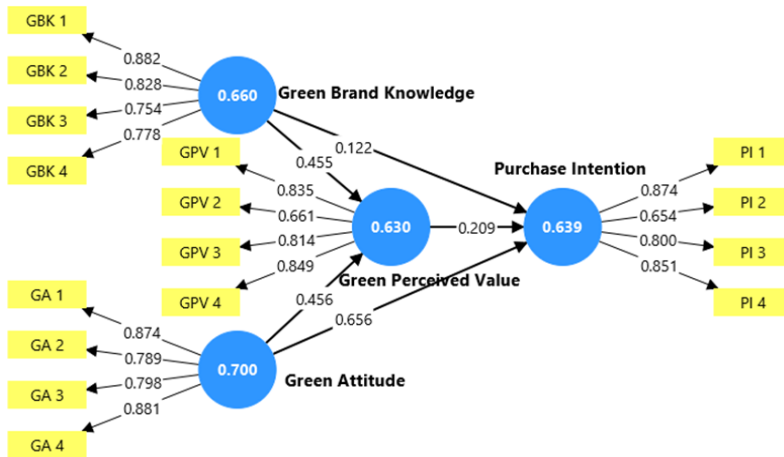 GBK 1
GBK 2
GBK 3
GBK 4
0.882
0.828
0.754
0.778
0.660
Green Brand Knowledge
0.455
0.122
GPV 1
GPV 2
GPV 3
GPV 4
0.835
0.661
0.814
0.849
0.630
Green Perceived Value
0.209
Purchase Intention
0.639
0.874
0.654
0.800
0.851
PI 1
PI 2
PI 3
PI 4
GA 1
GA 2
GA 3
GA 4
0.874
0.789
0.798
0.881
0.700
Green Attitude
0.456
0.656